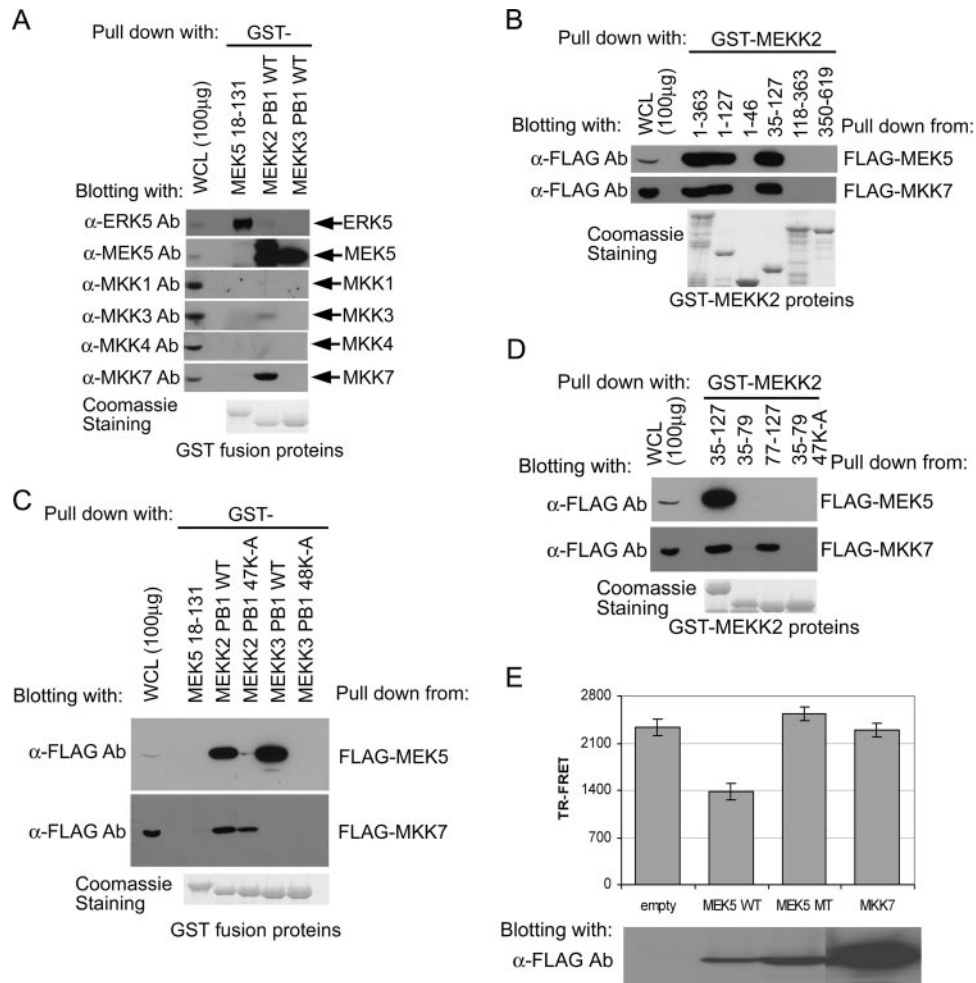 A
Pull down with: GST-
WCL (100µg)
MEK5 18-131
MEKK2 PB1 WT
MEKK3 PB1 WT
Blotting with:
α-ERK5 Ab ERK5
α-MEK5 Ab MEK5
α-MKK1 Ab MKK1
α-MKK3 Ab MKK3
α-MKK4 Ab MKK4
α-MKK7 Ab MKK7
Coomassie
Staining
GST fusion proteins
B
Pull down with: GST-MEKK2
WCL
(100µg)
1-363
1-127
1-46
35-127
118-363
350-619
Blotting with: Pull down from:
α-FLAG Ab FLAG-MEK5
α-FLAG Ab FLAG-MKK7
Coomassie
Staining
GST-MEKK2 proteins
C
Pull down with: GST-
WCL (100µg)
MEK5 18-131
MEKK2 PB1 WT
MEKK2 PB1 47K-A
MEKK3 PB1 WT
MEKK3 PB1 48K-A
Blotting with: Pull down from:
α-FLAG Ab FLAG-MEK5
α-FLAG Ab FLAG-MKK7
Coomassie
Staining
GST fusion proteins
D
Pull down with: GST-MEKK2
WCL
(100µg)
35-127
35-79
77-127
35-79
47K-A
Blotting with: Pull down from:
α-FLAG Ab FLAG-MEK5
α-FLAG Ab FLAG-MKK7
Coomassie
Staining
GST-MEKK2 proteins
E
TR-FRET
2800
2100
1400
700
0
empty MEK5 WT MEK5 MT MKK7
Blotting with:
α-FLAG Ab